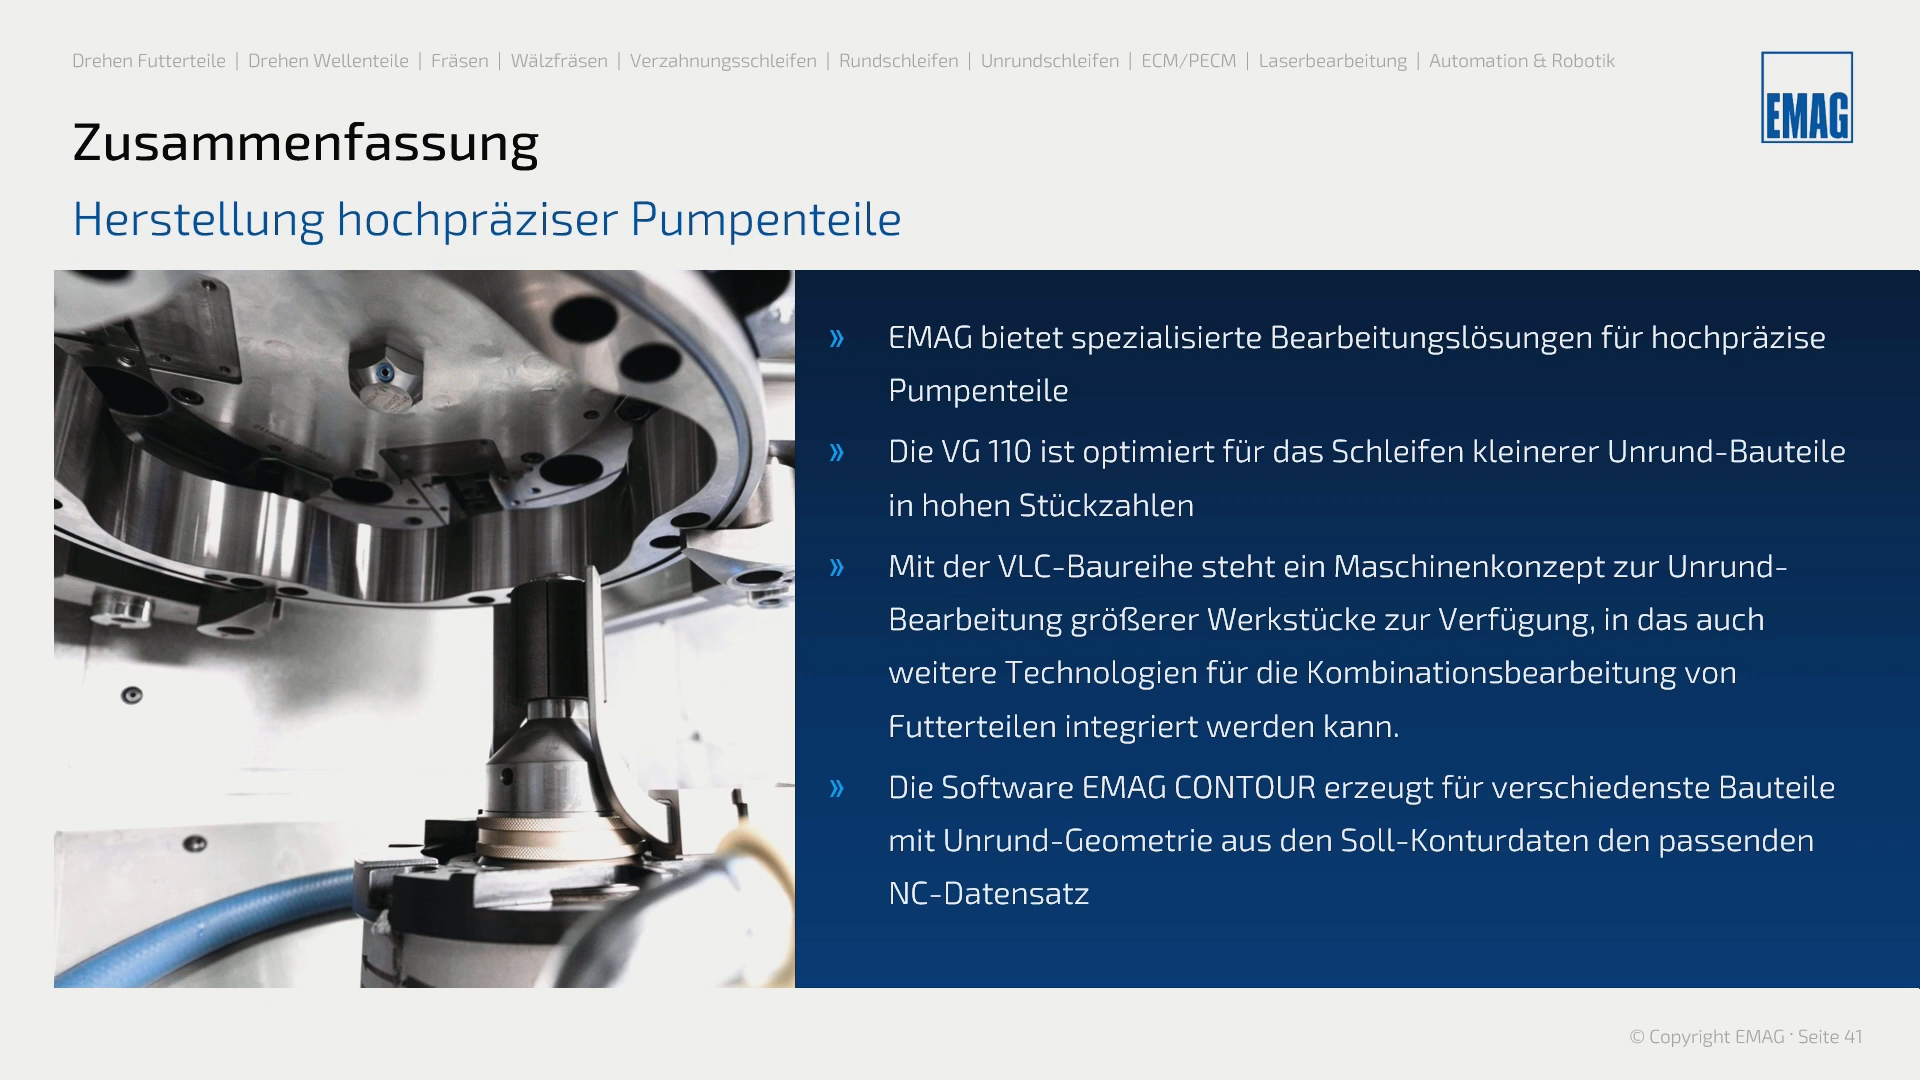 Drehen Futterteile | Drehen Wellenteile | Fräsen | Wälzfräsen | Verzahnungsschleifen | Rundschleifen | Unrundschleifen | ECM/PECM | Laserbearbeitung | Automation & Robotik
EMAG
Zusammenfassung
Herstellung hochpräziser Pumpenteile
» EMAG bietet spezialisierte Bearbeitungslösungen für hochpräzise
Pumpenteile
» Die VG 110 ist optimiert für das Schleifen kleinerer Unrund-Bauteile
in hohen Stückzahlen
» Mit der VLC-Baureihe steht ein Maschinenkonzept zur Unrund-
Bearbeitung größerer Werkstücke zur Verfügung, in das auch
weitere Technologien für die Kombinationsbearbeitung von
Futterteilen integriert werden kann.
» Die Software EMAG CONTOUR erzeugt für verschiedenste Bauteile
mit Unrund-Geometrie aus den Soll-Konturdaten den passenden
NC-Datensatz
© Copyright EMAG · Seite 41